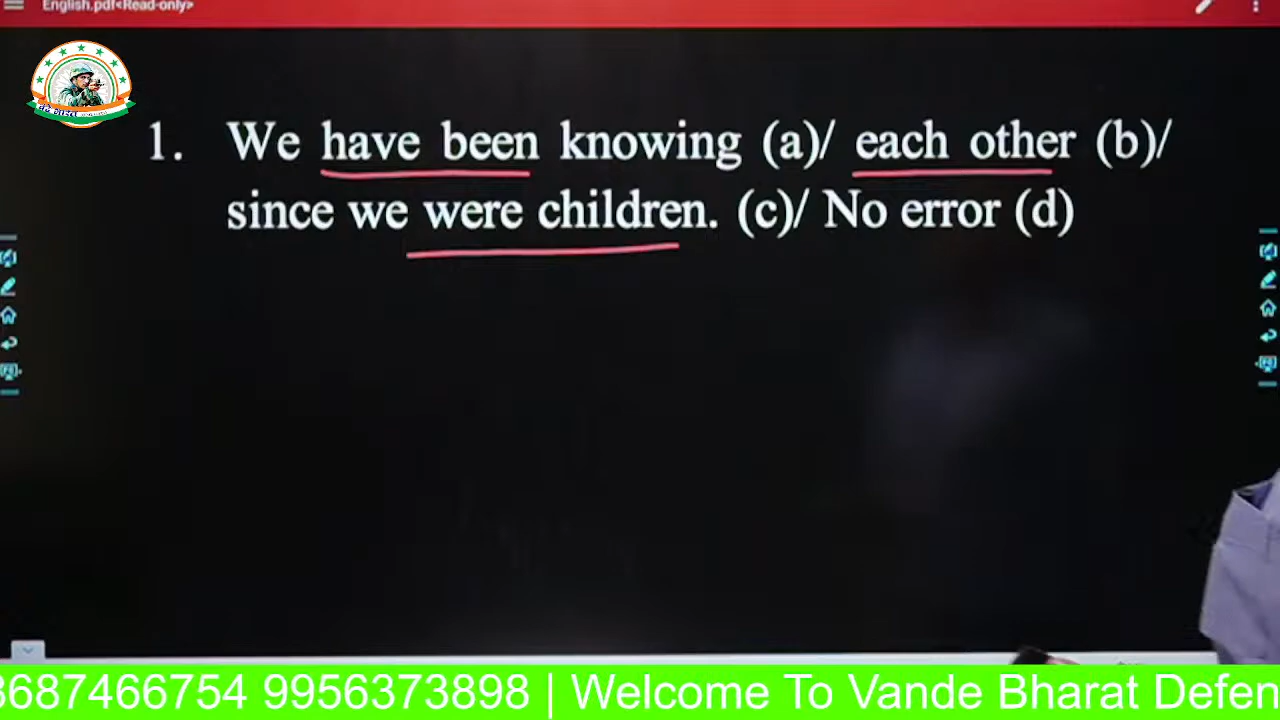 English.pdf<Read-only>
1. We have been knowing (a)/ each other (b)/
since we were children. (c)/ No error (d)
8687466754 9956373898 | Welcome To Vande Bharat Defen